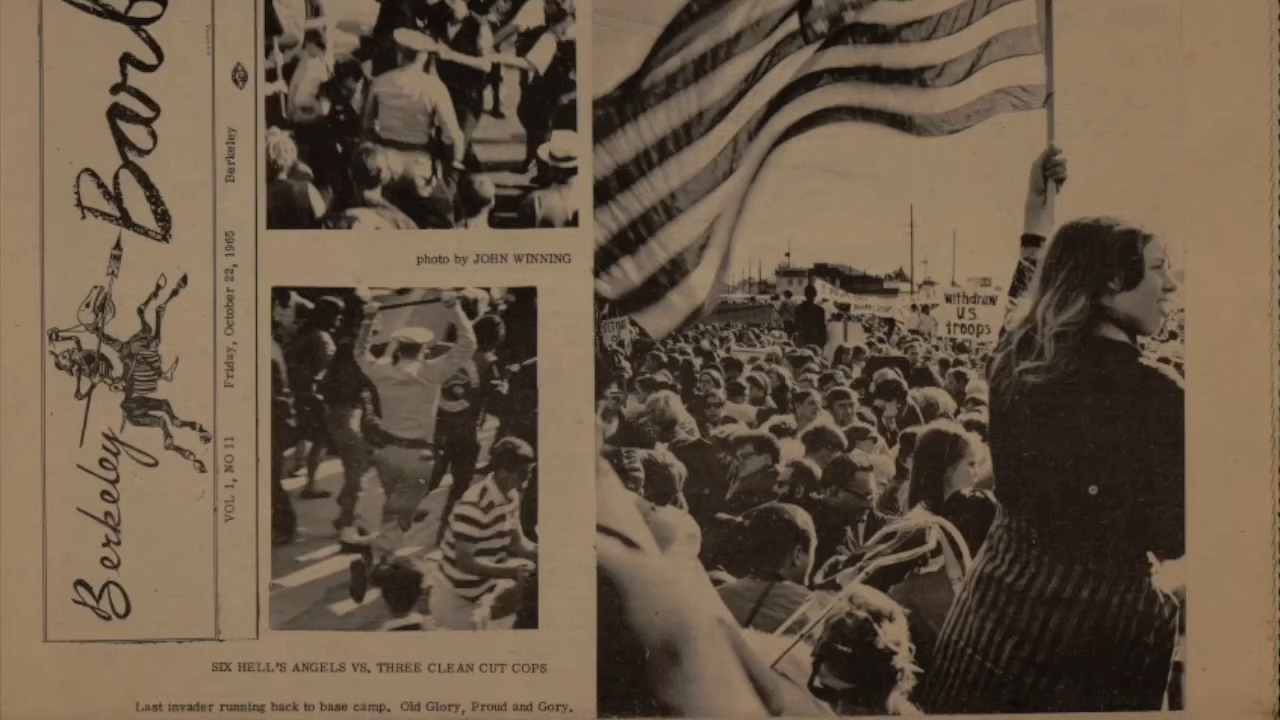 Berkeley Barb
VOL 1, NO 11 Friday, October 22, 1965 Berkeley
photo by JOHN WINNING
withdraw
U.S.
troops
SIX HELL'S ANGELS VS. THREE CLEAN CUT COPS
Last invader running back to base camp. Old Glory, Proud and Gory.